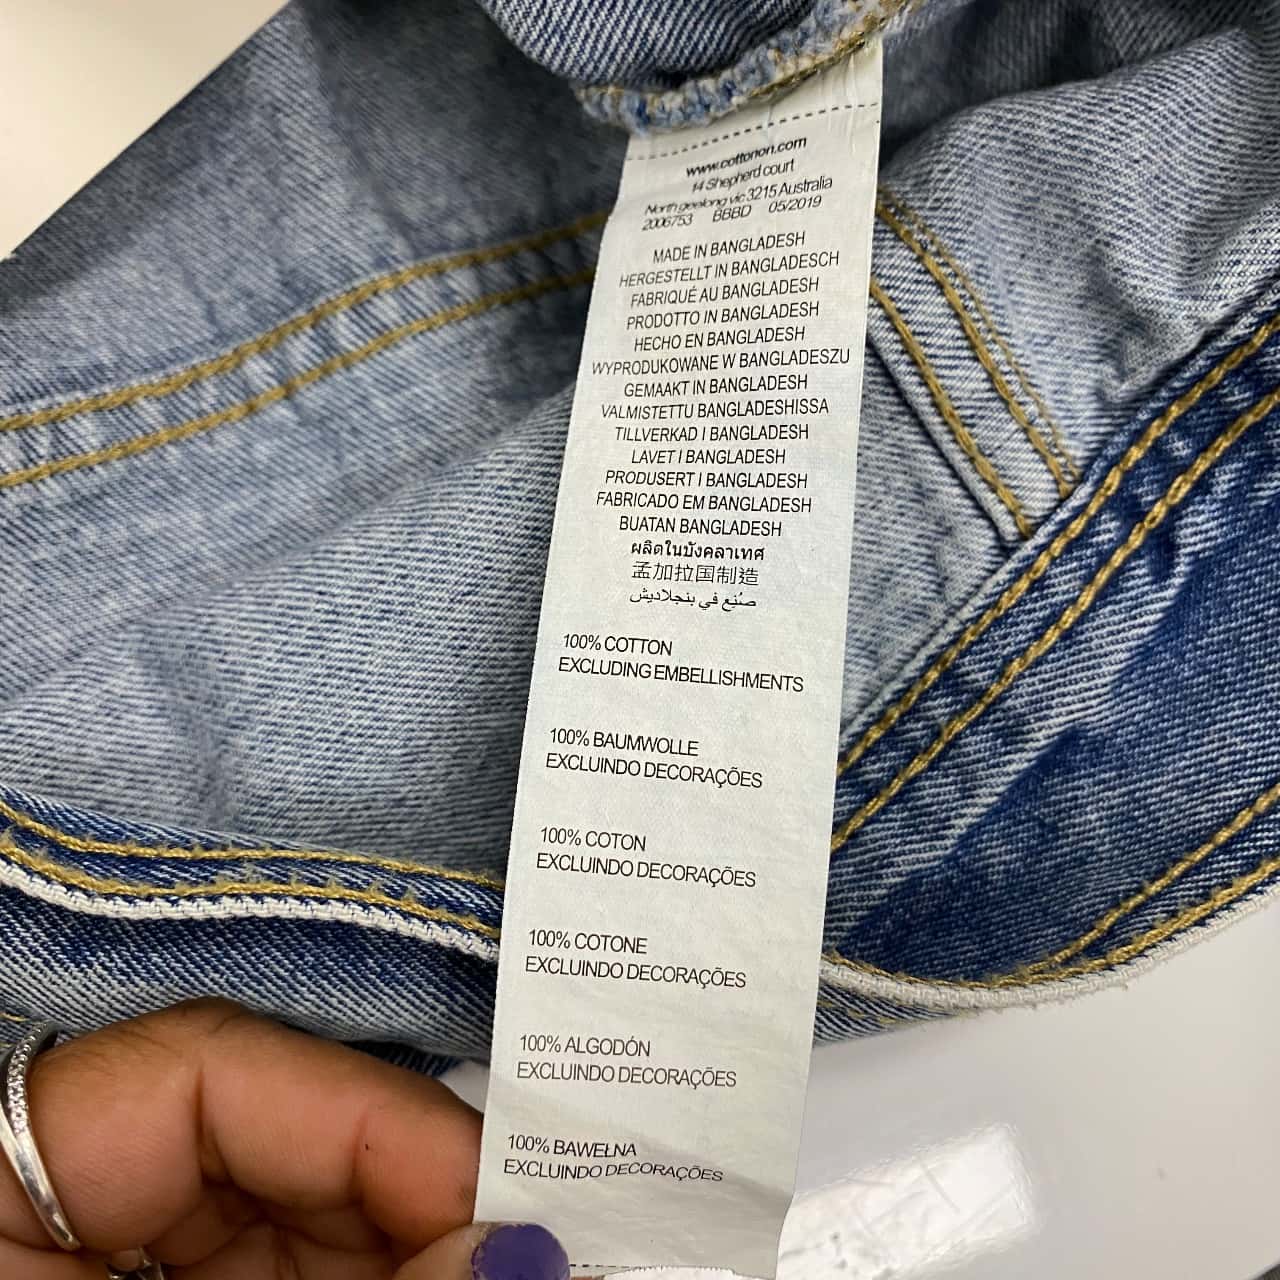 www.cottonon.com
14 Shepherd court
North geelong vic 3215 Australia
2006753 BBBD 05/2019
MADE IN BANGLADESH
HERGESTELLT IN BANGLADESCH
FABRIQUÉ AU BANGLADESH
PRODOTTO IN BANGLADESH
HECHO EN BANGLADESH
WYPRODUKOWANE W BANGLADESZU
GEMAAKT IN BANGLADESH
VALMISTETTU BANGLADESHISSA
TILLVERKAD I BANGLADESH
LAVET I BANGLADESH
PRODUSERT I BANGLADESH
FABRICADO EM BANGLADESH
BUATAN BANGLADESH
ผลิตในบังคลาเทศ
孟加拉国制造
صُنِع في بنجلاديش
100% COTTON
EXCLUDING EMBELLISHMENTS
100% BAUMWOLLE
EXCLUINDO DECORAÇÕES
100% COTON
EXCLUINDO DECORAÇÕES
100% COTONE
EXCLUINDO DECORAÇÕES
100% ALGODÓN
EXCLUINDO DECORAÇÕES
100% BAWEŁNA
EXCLUINDO DECORAÇÕES